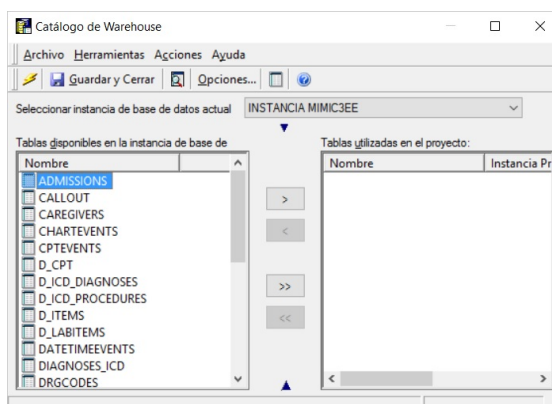 Catálogo de Warehouse
Archivo Herramientas Acciones Ayuda
Guardar y Cerrar Opciones...
Seleccionar instancia de base de datos actual INSTANCIA MIMIC3EE
Tablas disponibles en la instancia de base de
Nombre
ADMISSIONS
CALLOUT
CAREGIVERS
CHARTEVENTS
CPTEVENTS
D_CPT
D_ICD_DIAGNOSES
D_ICD_PROCEDURES
D_ITEMS
D_LABITEMS
DATETIMEEVENTS
DIAGNOSES_ICD
DRGCODES
>
<
>>
<<
Tablas utilizadas en el proyecto:
Nombre Instancia Pr